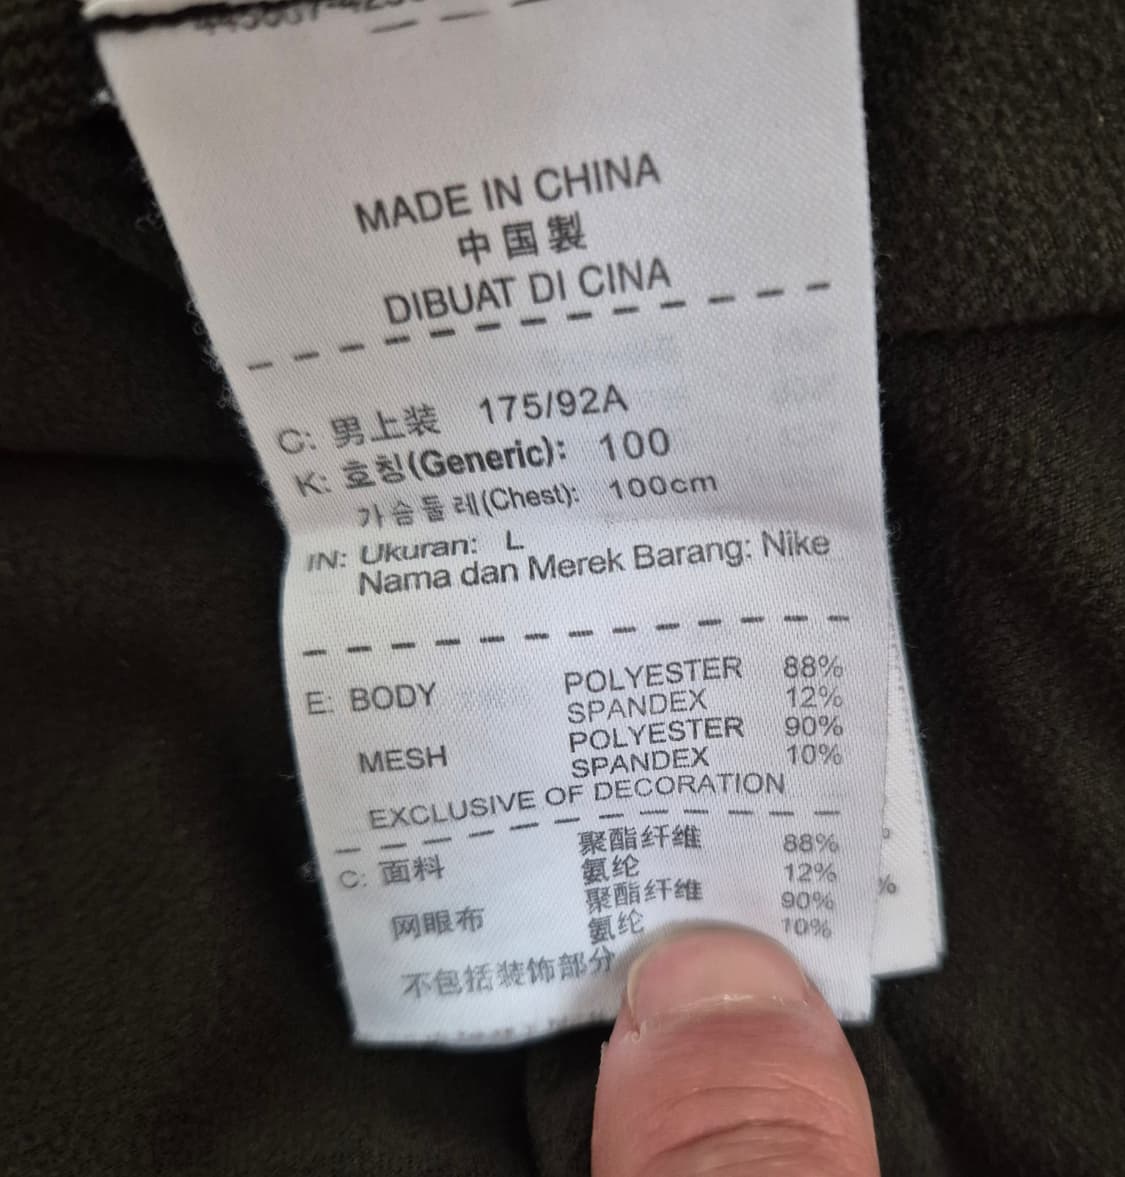 MADE IN CHINA
中国製
DIBUAT DI CINA
C: 男上装 175/92A
K: 호칭(Generic): 100
가슴둘레(Chest): 100cm
IN: Ukuran: L
Nama dan Merek Barang: Nike
E: BODY POLYESTER 88%
SPANDEX 12%
MESH POLYESTER 90%
SPANDEX 10%
EXCLUSIVE OF DECORATION
C: 面料 聚酯纤维 88%
氨纶 12%
网眼布 聚酯纤维 90%
氨纶 10%
不包括装饰部分
%